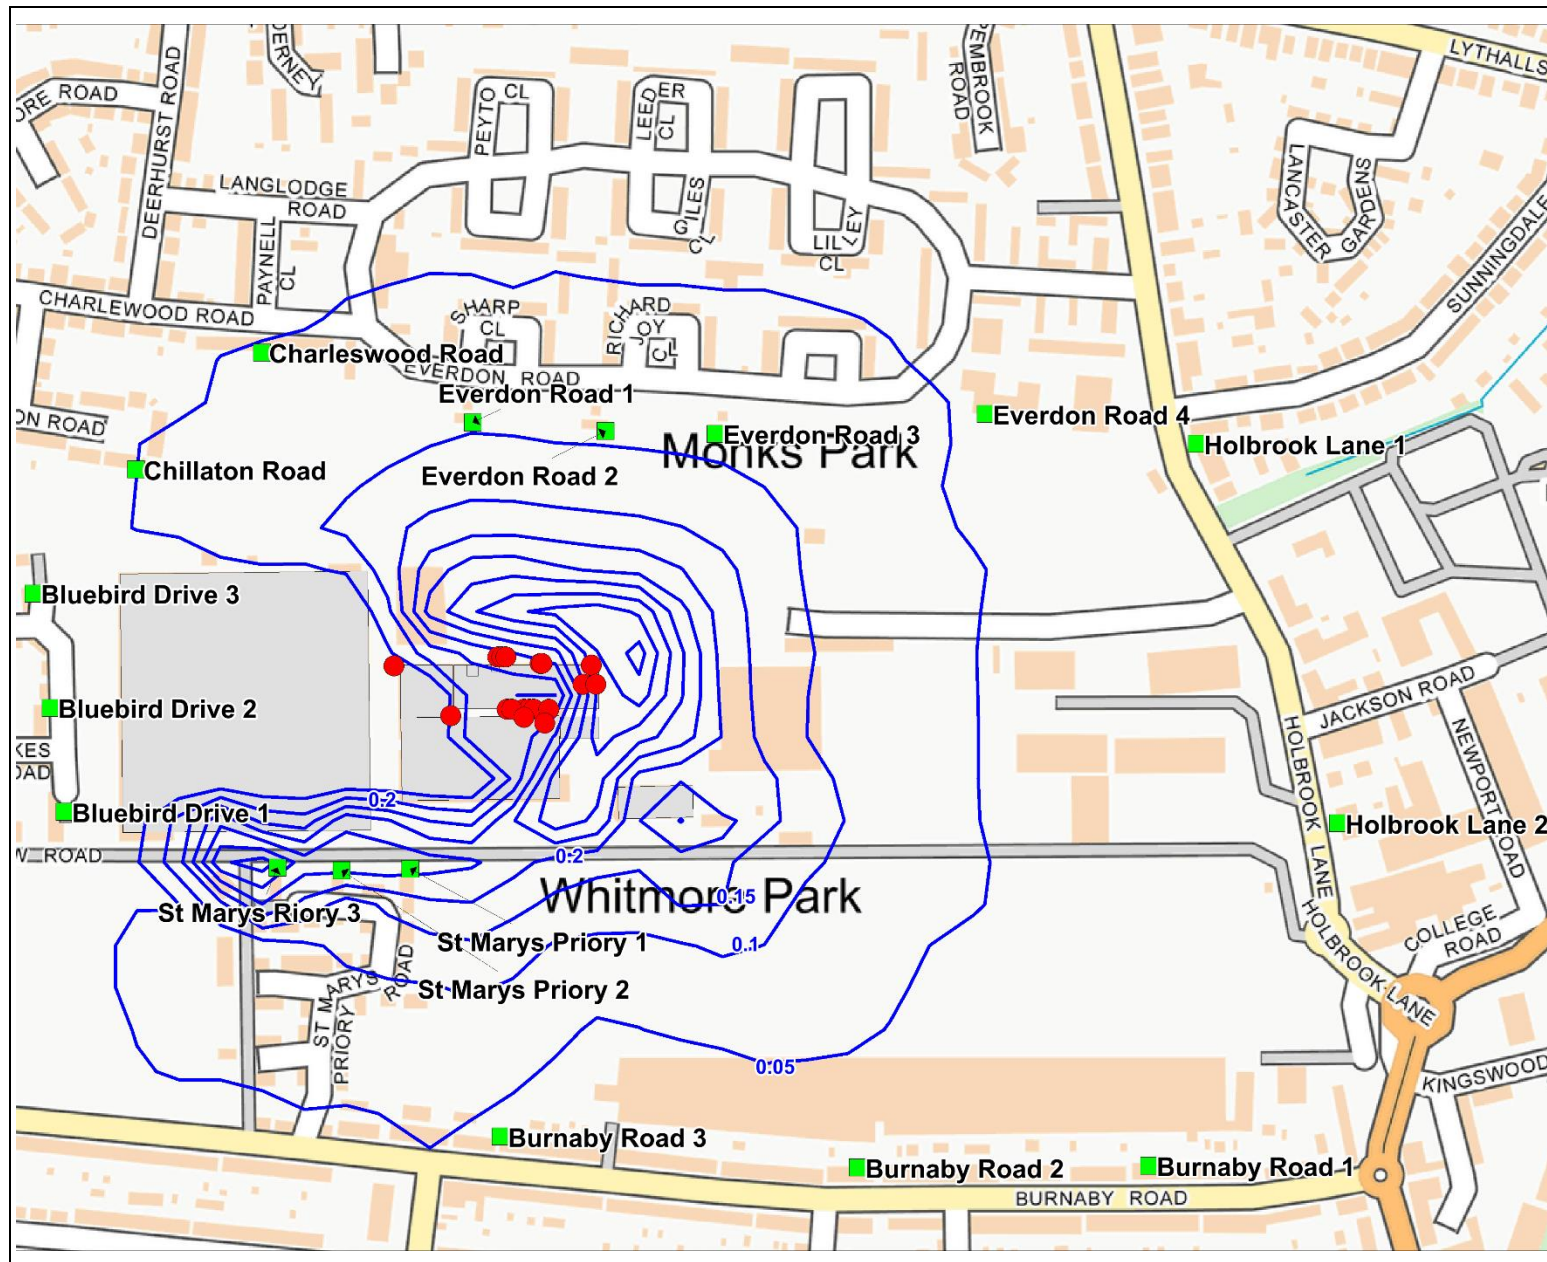 DERNEY
LYTHALLS
PEMBROOK
ROAD
ORE ROAD
DEERHURST ROAD
PEYTO
CL
LEEDER
CL
LANCASTER
GARDENS
LANGLODGE
ROAD
GILES
CL
LILLEY
CL
PAYNELL
CL
SUNNINGDALE
CHARLEWOOD ROAD
SHARP
CL
RICHARD
JOY
CL
Charleswood Road
EVERDON ROAD
Everdon Road 1
ON ROAD
Everdon Road 3
Everdon Road 4
Monks Park
Holbrook Lane 1
Chillaton Road
Everdon Road 2
Bluebird Drive 3
Bluebird Drive 2
JACKSON ROAD
KES
OAD
HOLBROOK LANE
NEWPORT ROAD
0.2
Bluebird Drive 1
Holbrook Lane 2
W ROAD
0.2
Whitmore Park
0.15
St Marys Riory 3
St Marys Priory 1
0.1
COLLEGE
ROAD
HOLBROOK LANE
St Marys Priory 2
ST MARYS
PRIORY
ROAD
0.05
KINGSWOOD
Burnaby Road 3
Burnaby Road 2
Burnaby Road 1
BURNABY ROAD